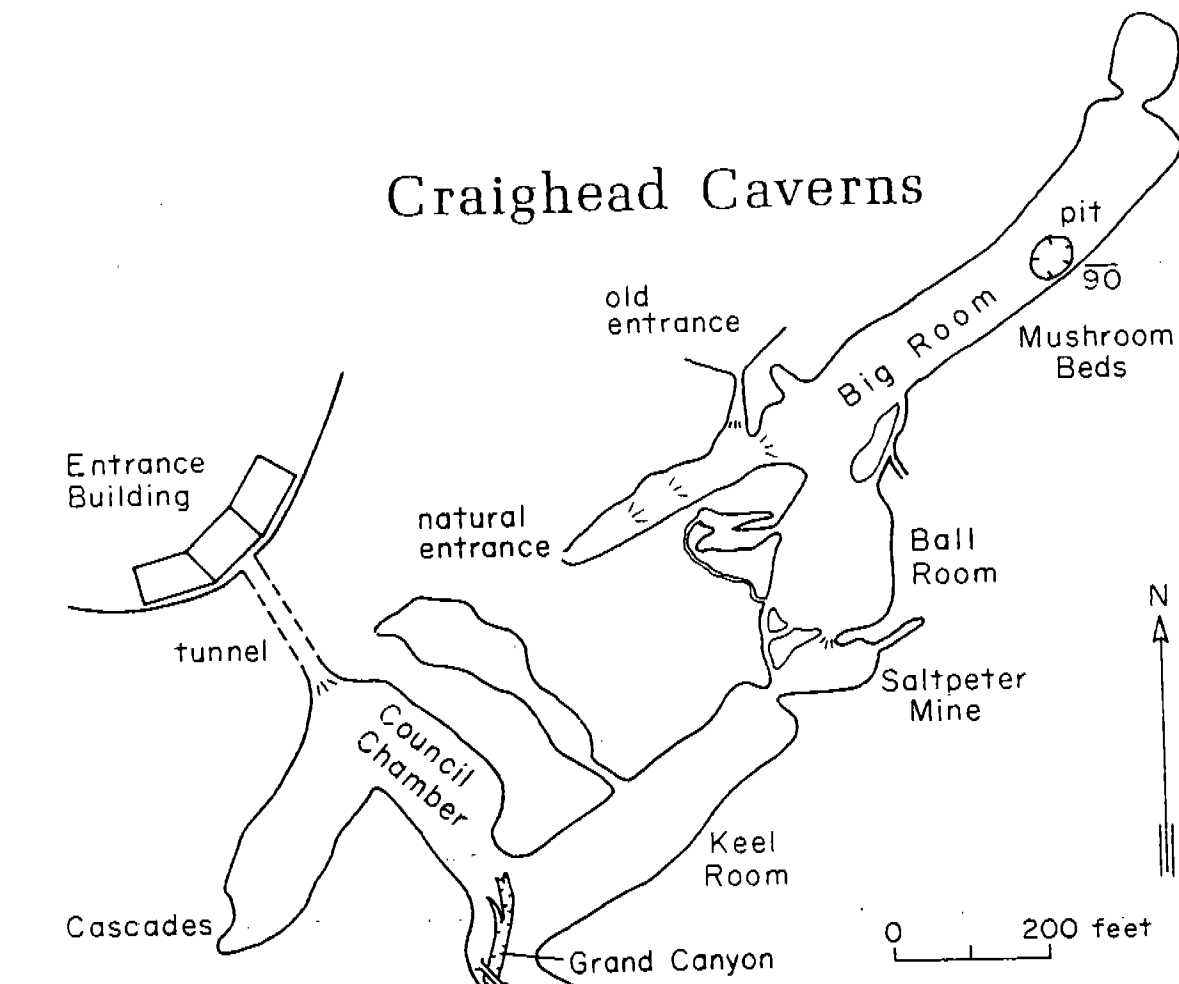 Craighead Caverns
pit
90
old
entrance
Big Room
Mushroom
Beds
Entrance
Building
natural
entrance
Ball
Room
N
tunnel
Saltpeter
Mine
Council
Chamber
Keel
Room
Cascades
0 200 feet
Grand Canyon